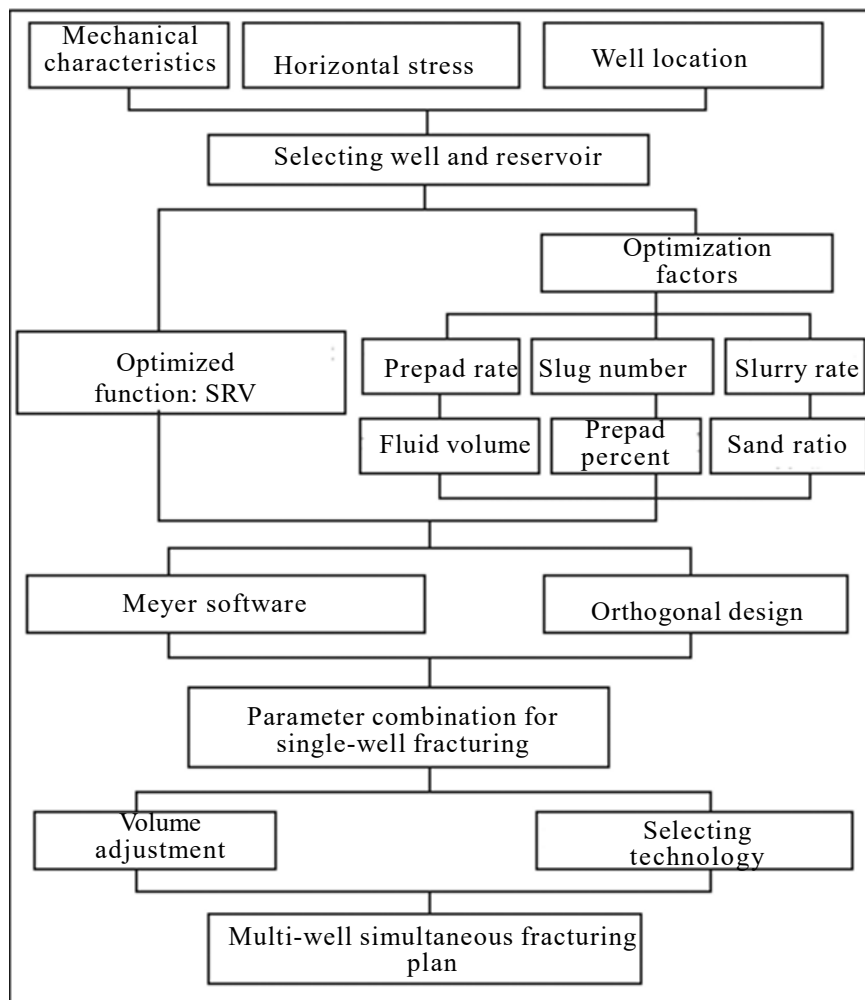 Mechanical
characteristics
Horizontal stress
Well location
Selecting well and reservoir
Optimization
factors
Optimized
function: SRV
Prepad rate
Slug number
Slurry rate
Fluid volume
Prepad
percent
Sand ratio
Meyer software
Orthogonal design
Parameter combination for
single-well fracturing
Volume
adjustment
Selecting
technology
Multi-well simultaneous fracturing
plan